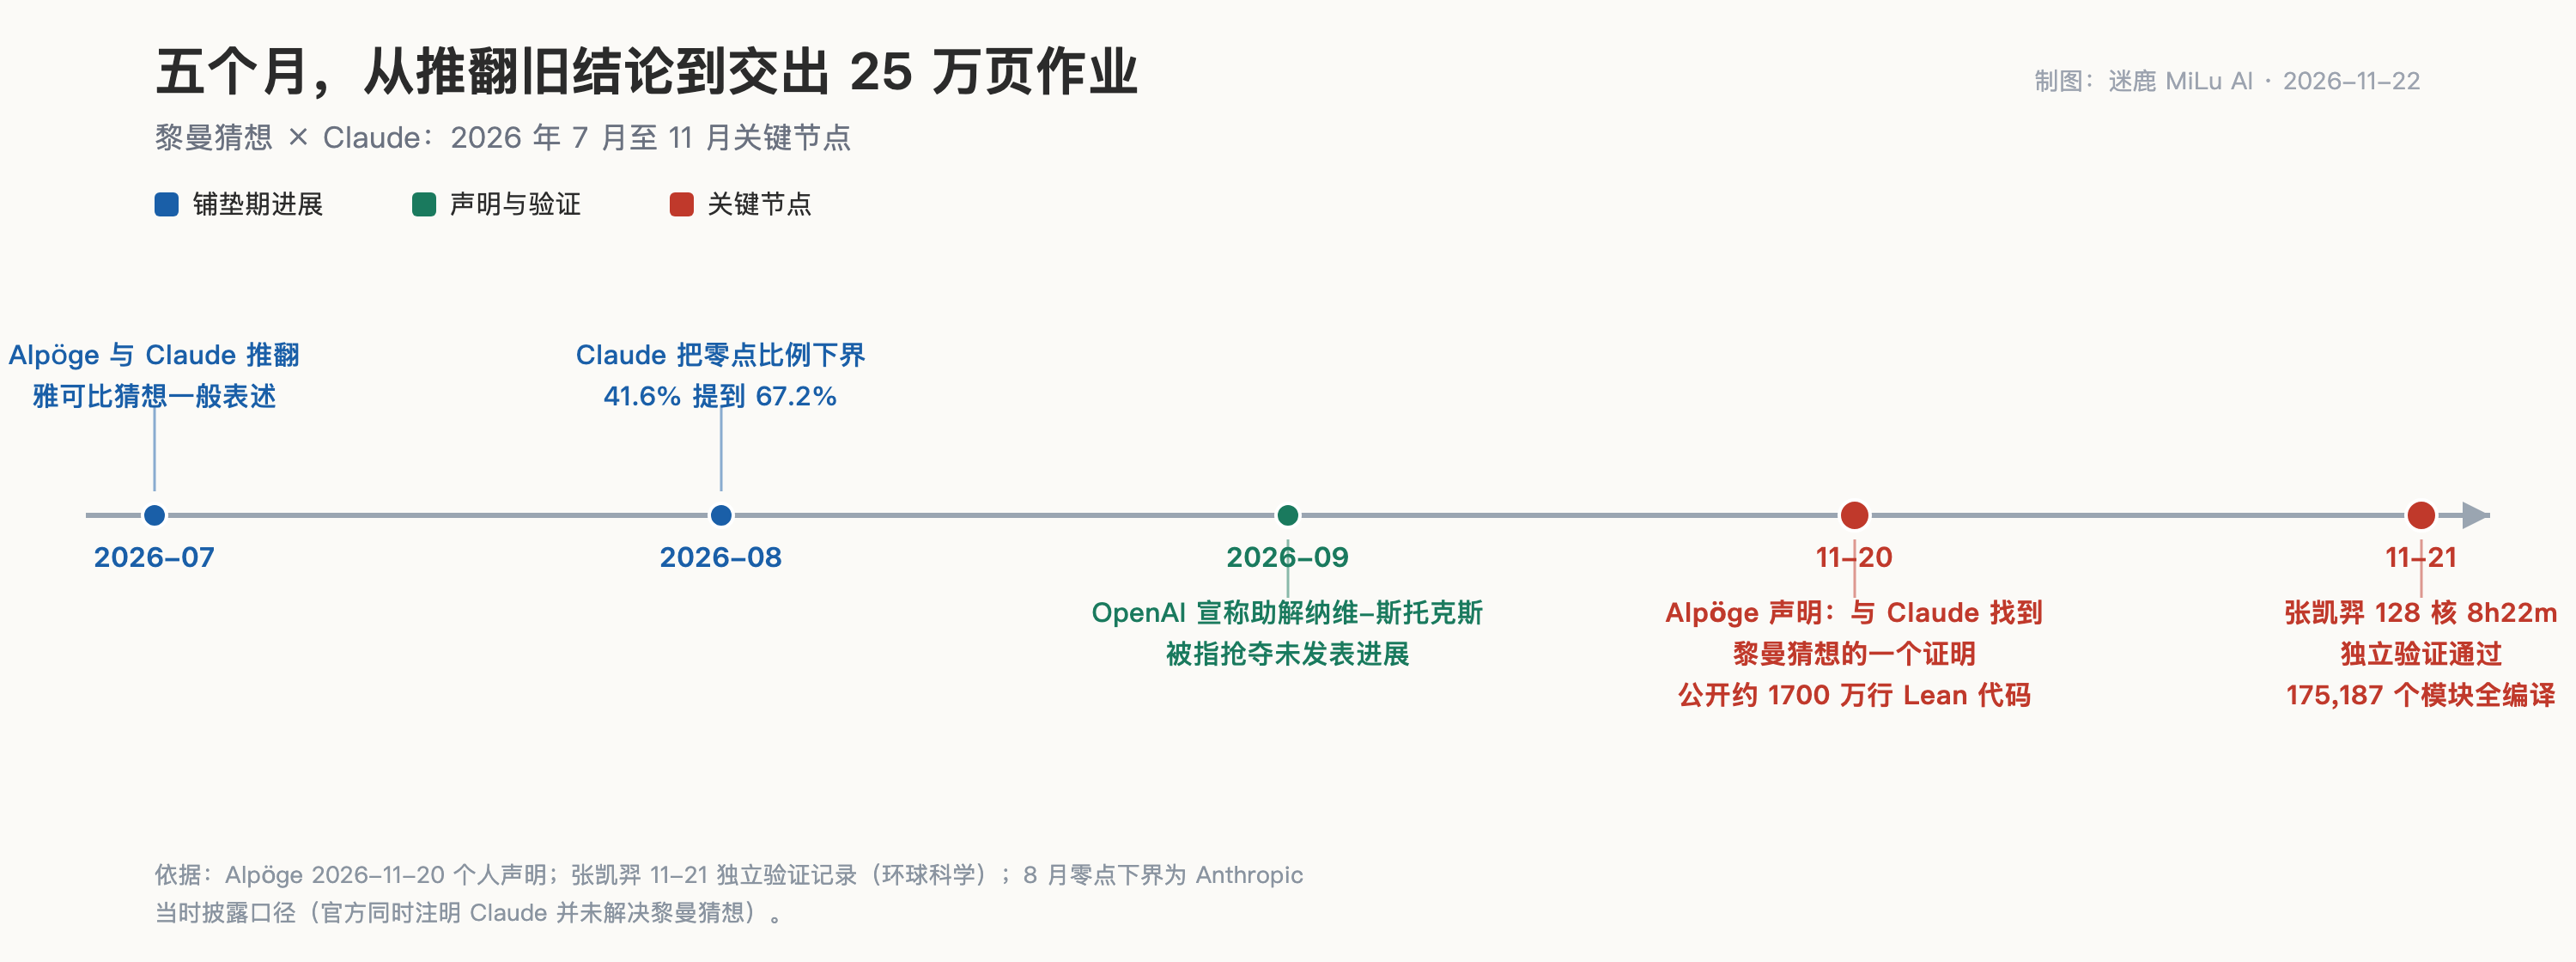 五个月，从推翻旧结论到交出 25 万页作业
制图：迷鹿 MiLu AI · 2026-11-22
黎曼猜想 × Claude：2026 年 7 月至 11 月关键节点
铺垫期进展
声明与验证
关键节点
Alpöge 与 Claude 推翻
雅可比猜想一般表述
2026-07
Claude 把零点比例下界
41.6% 提到 67.2%
2026-08
2026-09
OpenAI 宣称助解纳维-斯托克斯
被指抢夺未发表进展
11-20
Alpöge 声明：与 Claude 找到
黎曼猜想的一个证明
公开约 1700 万行 Lean 代码
11-21
张凯羿 128 核 8h22m
独立验证通过
175,187 个模块全编译
依据：Alpöge 2026-11-20 个人声明；张凯羿 11-21 独立验证记录（环球科学）；8 月零点下界为 Anthropic
当时披露口径（官方同时注明 Claude 并未解决黎曼猜想）。